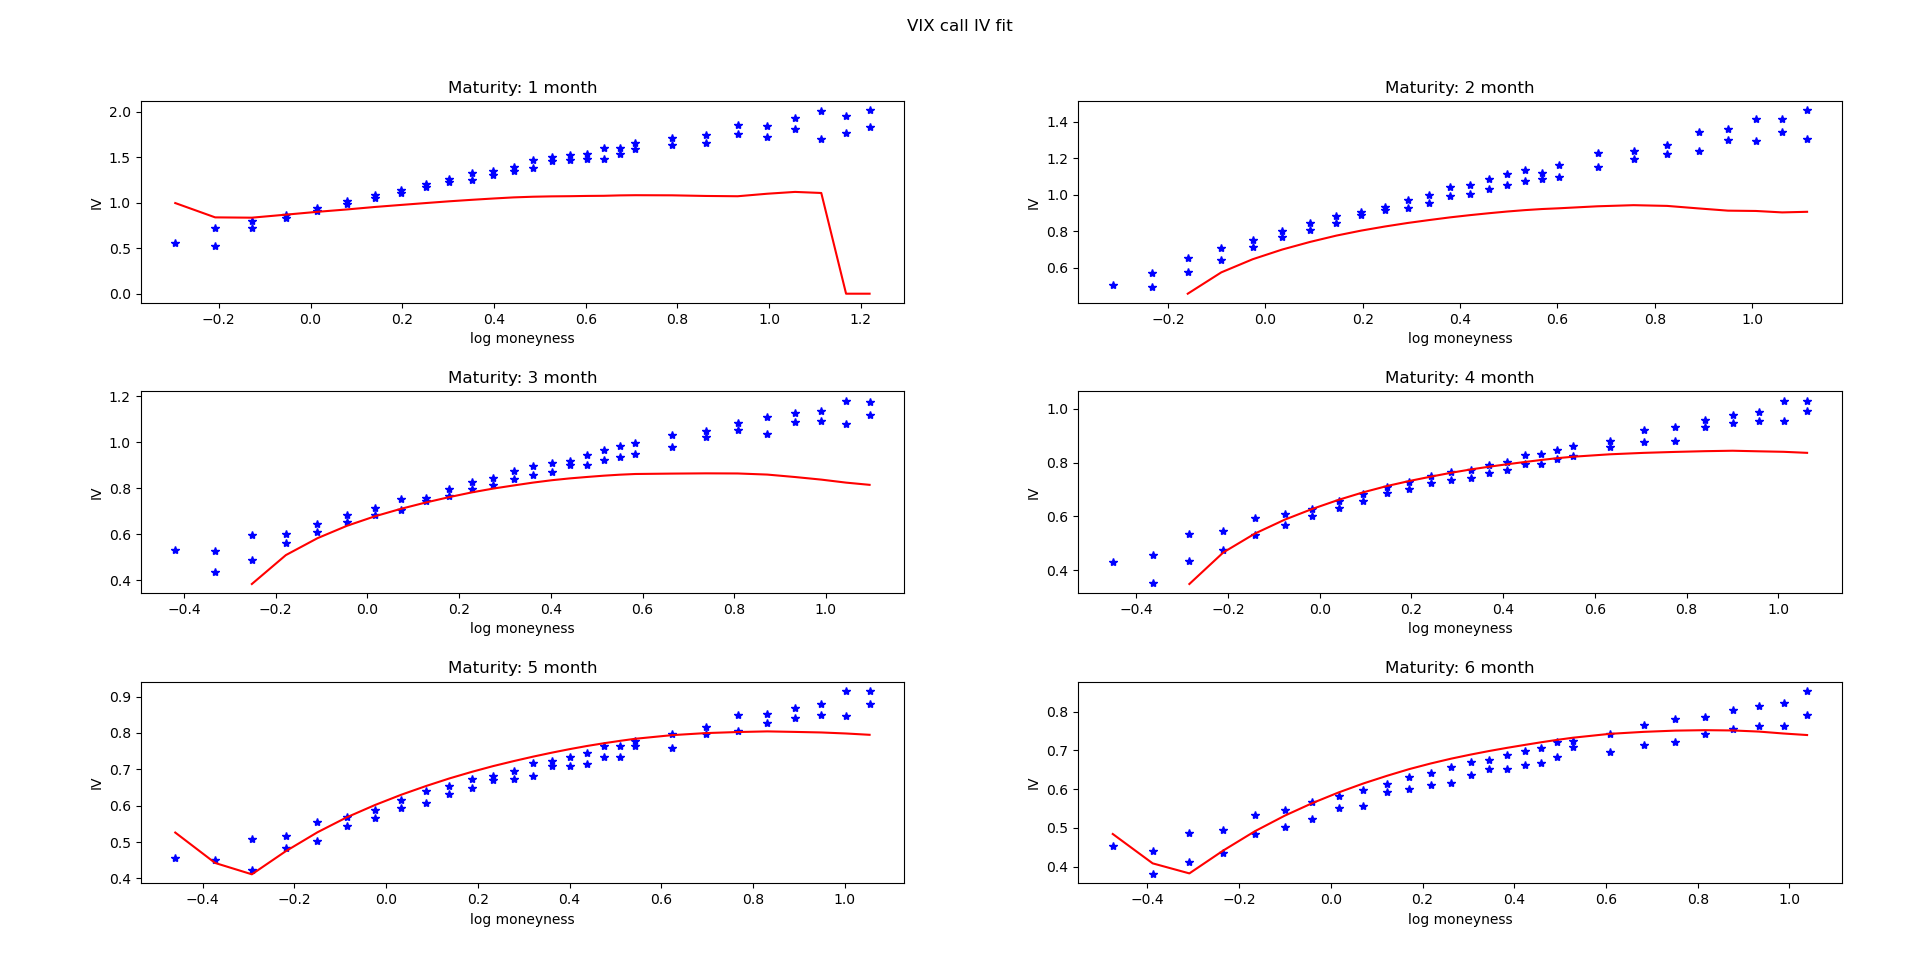 VIX call IV fit
Maturity: 1 month
2.0
1.5
1.0
0.5
0.0
IV
−0.2 0.0 0.2 0.4 0.6 0.8 1.0 1.2
log moneyness
Maturity: 2 month
1.4
1.2
1.0
0.8
0.6
IV
−0.2 0.0 0.2 0.4 0.6 0.8 1.0
log moneyness
Maturity: 3 month
1.2
1.0
0.8
0.6
0.4
IV
−0.4 −0.2 0.0 0.2 0.4 0.6 0.8 1.0
log moneyness
Maturity: 4 month
1.0
0.8
0.6
0.4
IV
−0.4 −0.2 0.0 0.2 0.4 0.6 0.8 1.0
log moneyness
Maturity: 5 month
0.9
0.8
0.7
0.6
0.5
0.4
IV
−0.4 −0.2 0.0 0.2 0.4 0.6 0.8 1.0
log moneyness
Maturity: 6 month
0.8
0.7
0.6
0.5
0.4
IV
−0.4 −0.2 0.0 0.2 0.4 0.6 0.8 1.0
log moneyness